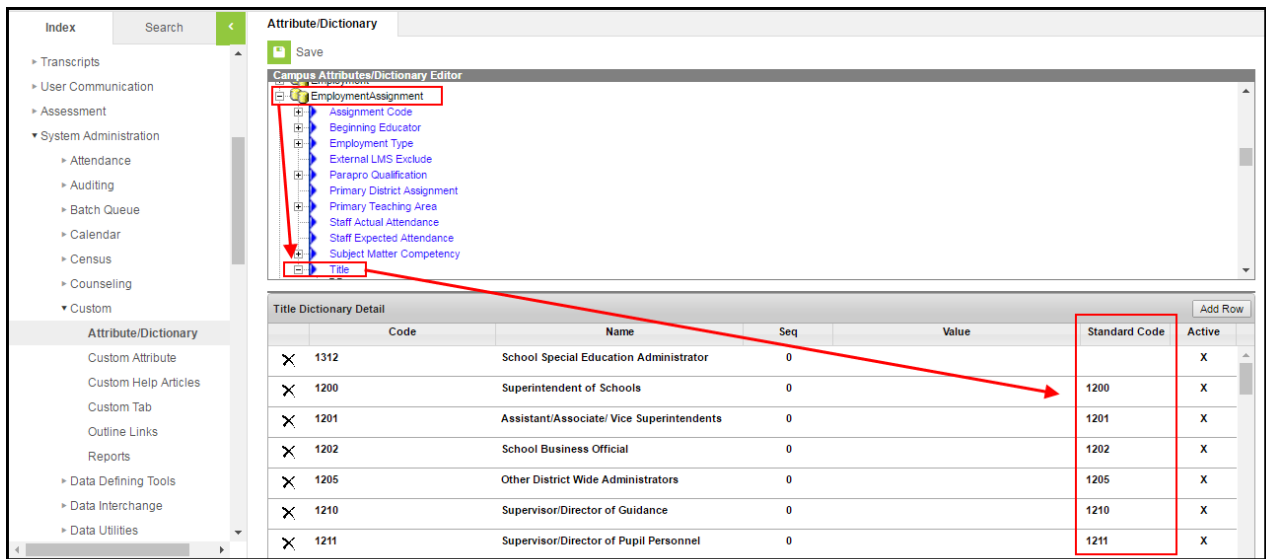 Index Search <
Transcripts
User Communication
Assessment
System Administration
Attendance
Auditing
Batch Queue
Calendar
Census
Counseling
Custom
Attribute/Dictionary
Custom Attribute
Custom Help Articles
Custom Tab
Outline Links
Reports
Data Defining Tools
Data Interchange
Data Utilities
Attribute/Dictionary
Save
Campus Attributes/Dictionary Editor
Employment
EmploymentAssignment
Assignment Code
Beginning Educator
Employment Type
External LMS Exclude
Parapro Qualification
Primary District Assignment
Primary Teaching Area
Staff Actual Attendance
Staff Expected Attendance
Subject Matter Competency
Title
Title Dictionary Detail Add Row
Code Name Seq Value Standard Code Active
X 1312 School Special Education Administrator 0 X
X 1200 Superintendent of Schools 0 1200 X
X 1201 Assistant/Associate/ Vice Superintendents 0 1201 X
X 1202 School Business Official 0 1202 X
X 1205 Other District Wide Administrators 0 1205 X
X 1210 Supervisor/Director of Guidance 0 1210 X
X 1211 Supervisor/Director of Pupil Personnel 0 1211 X